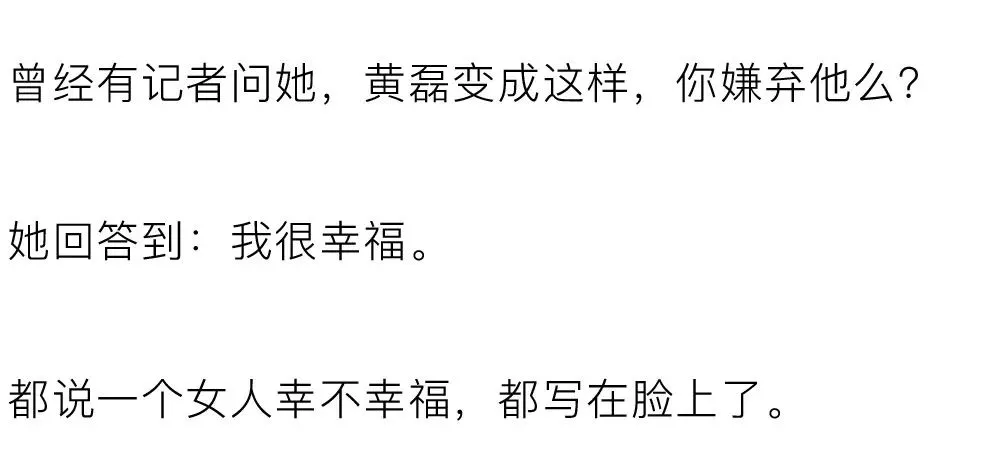 曾经有记者问她，黄磊变成这样，你嫌弃他么？
她回答到：我很幸福。
都说一个女人幸不幸福，都写在脸上了。